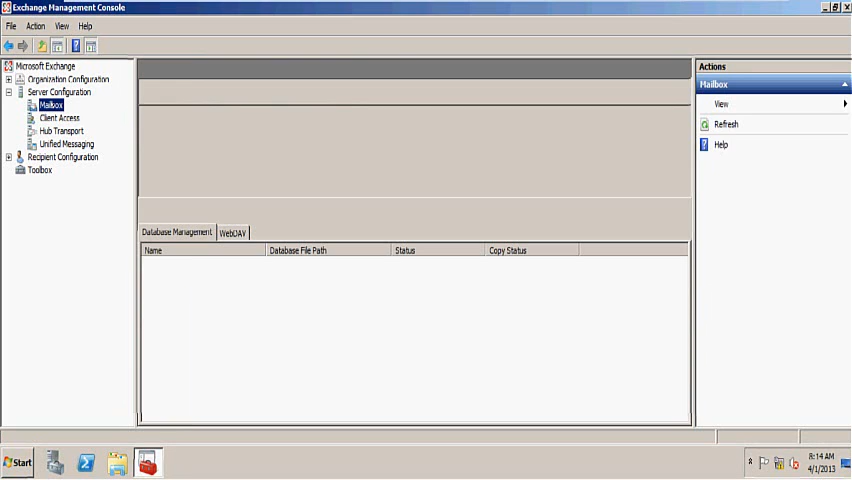 Exchange Management Console
File Action View Help
Microsoft Exchange
Organization Configuration
Server Configuration
Mailbox
Client Access
Hub Transport
Unified Messaging
Recipient Configuration
Toolbox
Database Management WebDAV
Name Database File Path Status Copy Status
Actions
Mailbox
View
Refresh
Help
Start
8:14 AM
4/1/2013